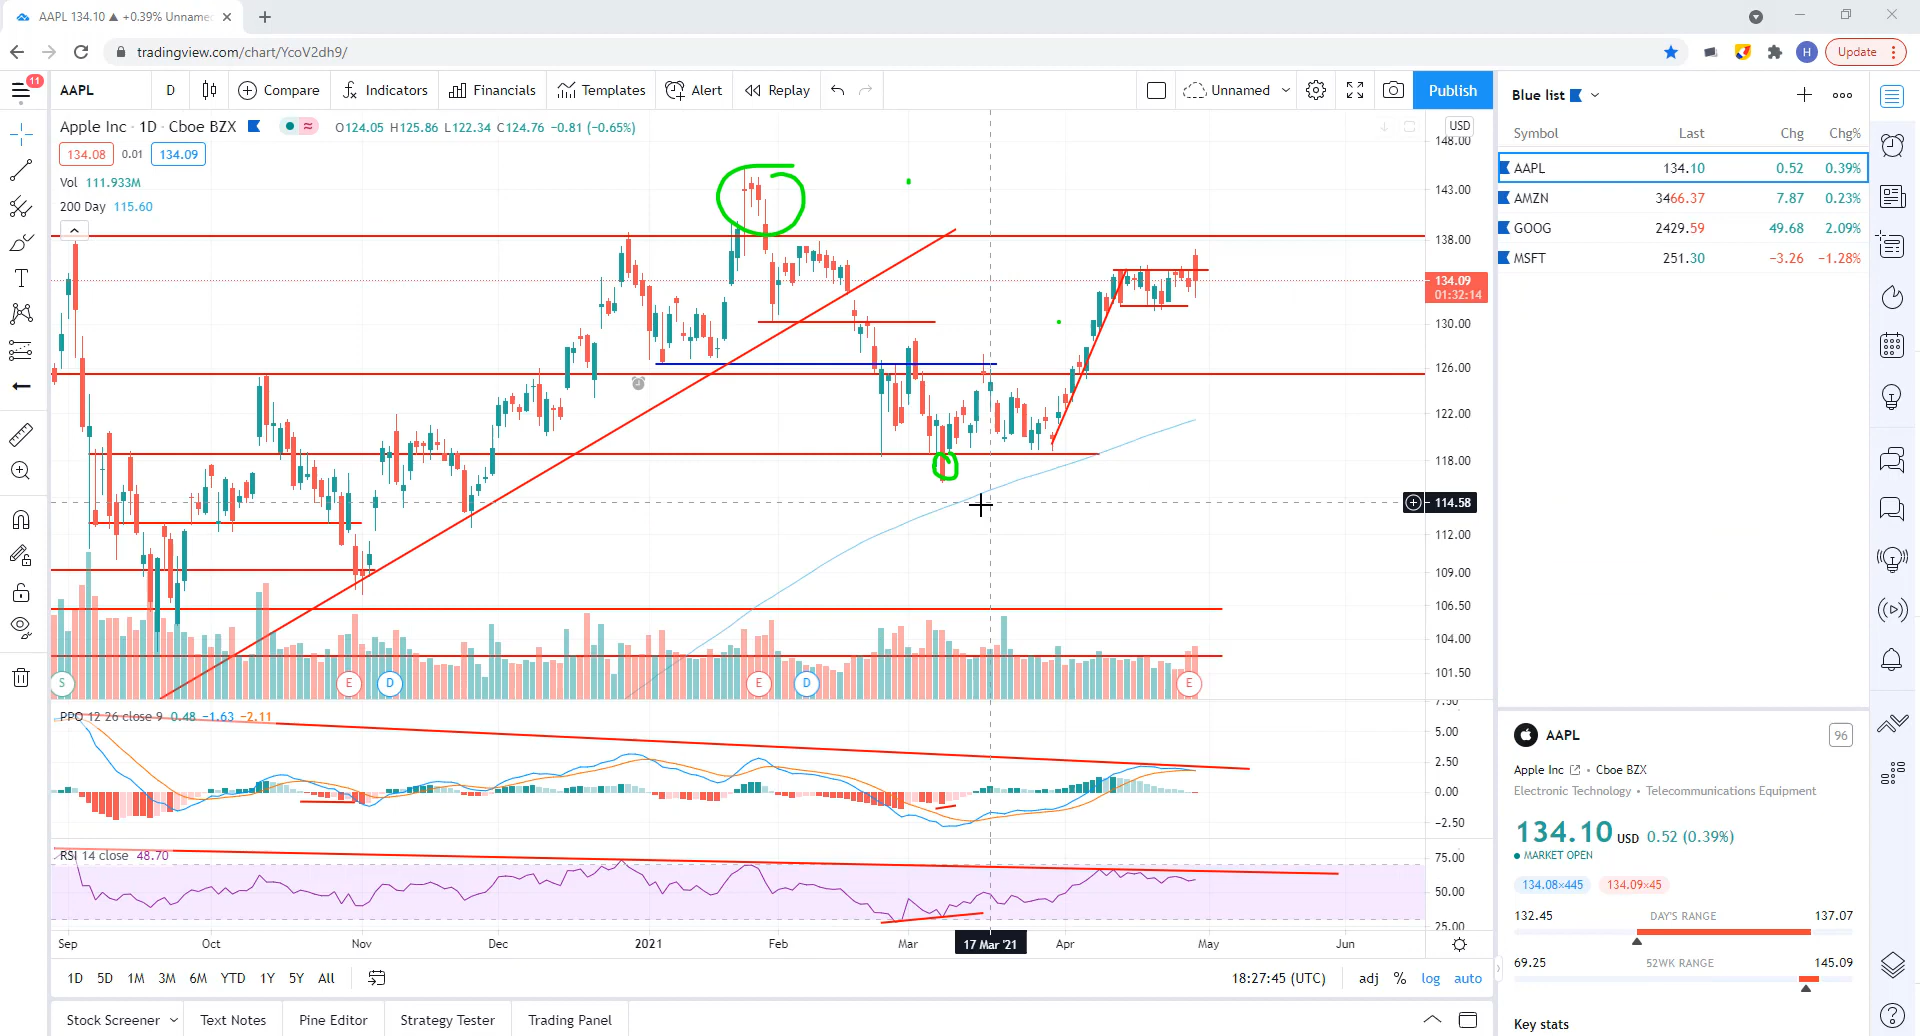 AAPL 134.10 ▲ +0.39% Unnamed
tradingview.com/chart/YcoV2dh9/
H
Update
11
AAPL
D
Compare
Indicators
Financials
Templates
Alert
Replay
Unnamed
Publish
Apple Inc · 1D · Cboe BZX
O124.05 H125.86 L122.34 C124.76 −0.81 (−0.65%)
134.08 0.01 134.09
Vol 111.933M
200 Day 115.60
USD
148.00
143.00
138.00
134.09
01:32:14
130.00
126.00
122.00
118.00
114.58
112.00
109.00
106.50
104.00
101.50
S E D E D E
PPO 12 26 close 9 0.48 −1.63 −2.11
7.50
5.00
2.50
0.00
−2.50
RSI 14 close 48.70
75.00
50.00
25.00
Sep Oct Nov Dec 2021 Feb Mar 17 Mar '21 Apr May Jun
1D 5D 1M 3M 6M YTD 1Y 5Y All
18:27:45 (UTC) adj % log auto
Stock Screener Text Notes Pine Editor Strategy Tester Trading Panel
Blue list
Symbol Last Chg Chg%
AAPL 134.10 0.52 0.39%
AMZN 3466.37 7.87 0.23%
GOOG 2429.59 49.68 2.09%
MSFT 251.30 −3.26 −1.28%
AAPL 96
Apple Inc • Cboe BZX
Electronic Technology • Telecommunications Equipment
134.10 USD 0.52 (0.39%)
MARKET OPEN
134.08×445 134.09×45
132.45 DAY'S RANGE 137.07
69.25 52WK RANGE 145.09
Key stats